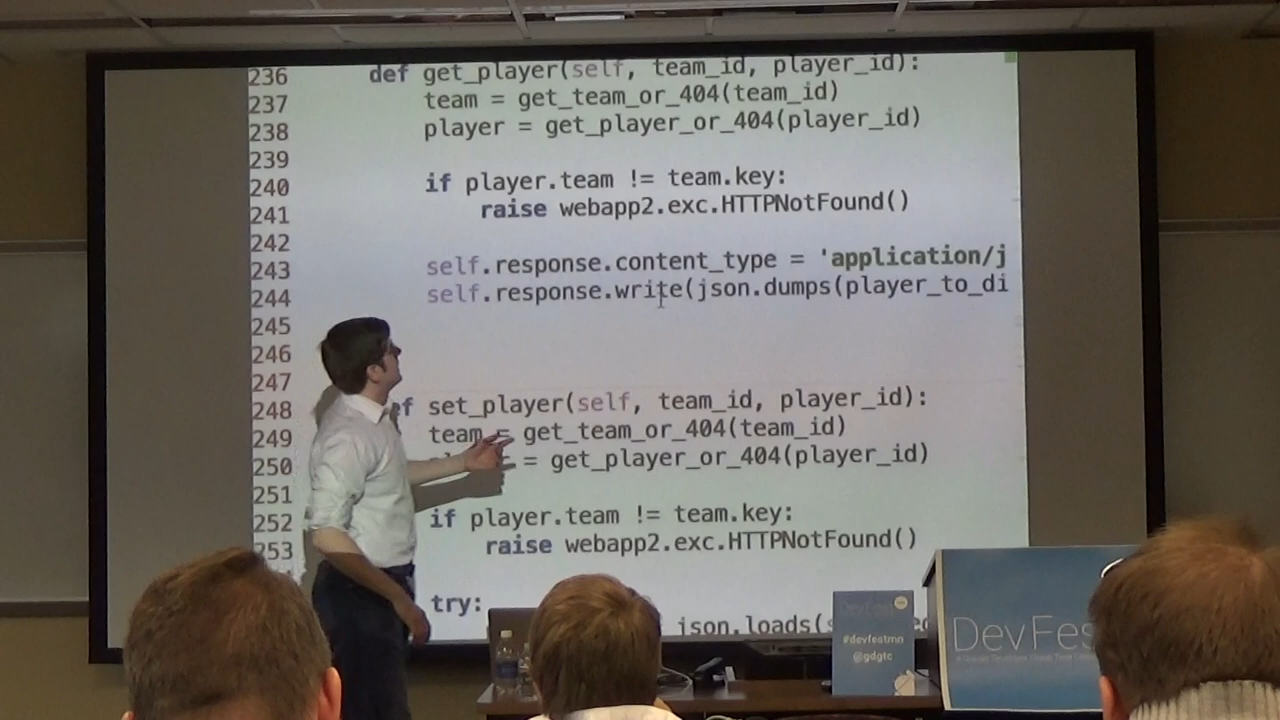 236 def get_player(self, team_id, player_id):
237 team = get_team_or_404(team_id)
238 player = get_player_or_404(player_id)
239
240 if player.team != team.key:
241 raise webapp2.exc.HTTPNotFound()
242
243 self.response.content_type = 'application/j
244 self.response.write(json.dumps(player_to_di
245
246
247
248 ef set_player(self, team_id, player_id):
249 team = get_team_or_404(team_id)
250 = get_player_or_404(player_id)
251
252 if player.team != team.key:
253 raise webapp2.exc.HTTPNotFound()
try:
json.loads(
DevFest
#devfestmn
@gdgtc
DevFes